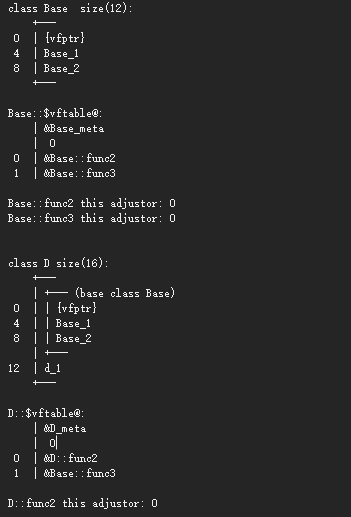 class Base  size(12):
    +---
 0  | {vfptr}
 4  | Base_1
 8  | Base_2
    +---
Base::$vftable@:
    | &Base_meta
    |  0
 0  | &Base::func2
 1  | &Base::func3
Base::func2 this adjustor: 0
Base::func3 this adjustor: 0
class D size(16):
    +---
    | +--- (base class Base)
 0  | | {vfptr}
 4  | | Base_1
 8  | | Base_2
    | +---
12  | d_1
    +---
D::$vftable@:
    | &D_meta
    |  0
 0  | &D::func2
 1  | &Base::func3
D::func2 this adjustor: 0